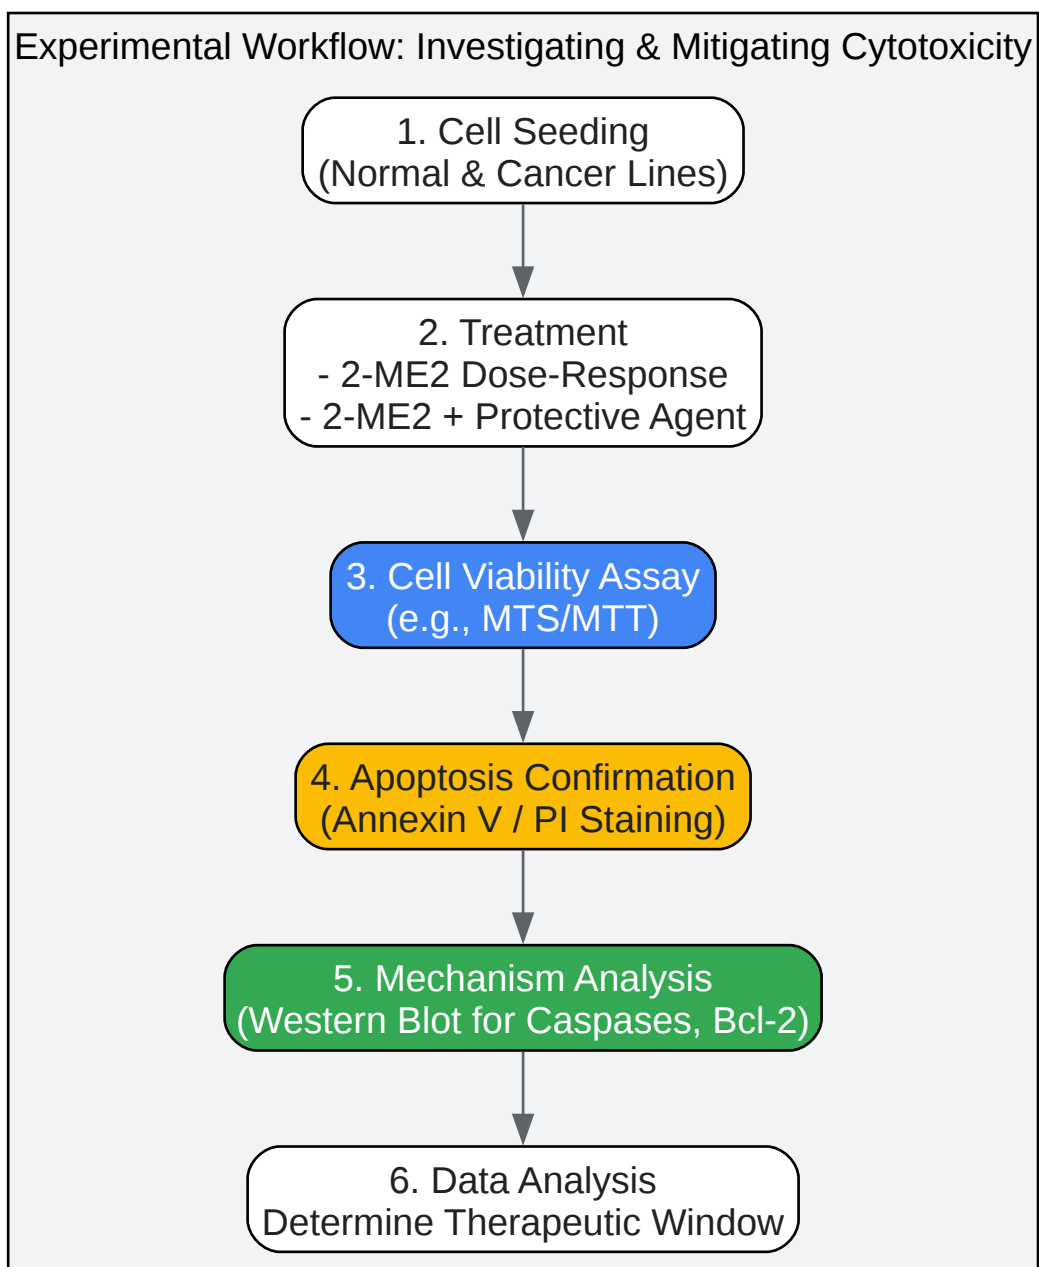 Experimental Workflow: Investigating & Mitigating Cytotoxicity
1. Cell Seeding
(Normal & Cancer Lines)
2. Treatment
- 2-ME2 Dose-Response
- 2-ME2 + Protective Agent
3. Cell Viability Assay
(e.g., MTS/MTT)
4. Apoptosis Confirmation
(Annexin V / PI Staining)
5. Mechanism Analysis
(Western Blot for Caspases, Bcl-2)
6. Data Analysis
Determine Therapeutic Window